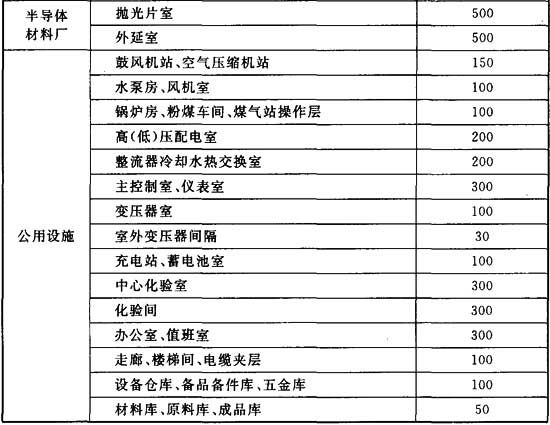 半导体
材料厂
抛光片室 500
外延室 500
公用设施
鼓风机站、空气压缩机站 150
水泵房、风机室 100
锅炉房、粉煤车间、煤气站操作层 100
高(低)压配电室 200
整流器冷却水热交换室 200
主控制室、仪表室 300
变压器室 100
室外变压器间隔 30
充电站、蓄电池室 100
中心化验室 300
化验间 300
办公室、值班室 300
走廊、楼梯间、电缆夹层 100
设备仓库、备品备件库、五金库 100
材料库、原料库、成品库 50